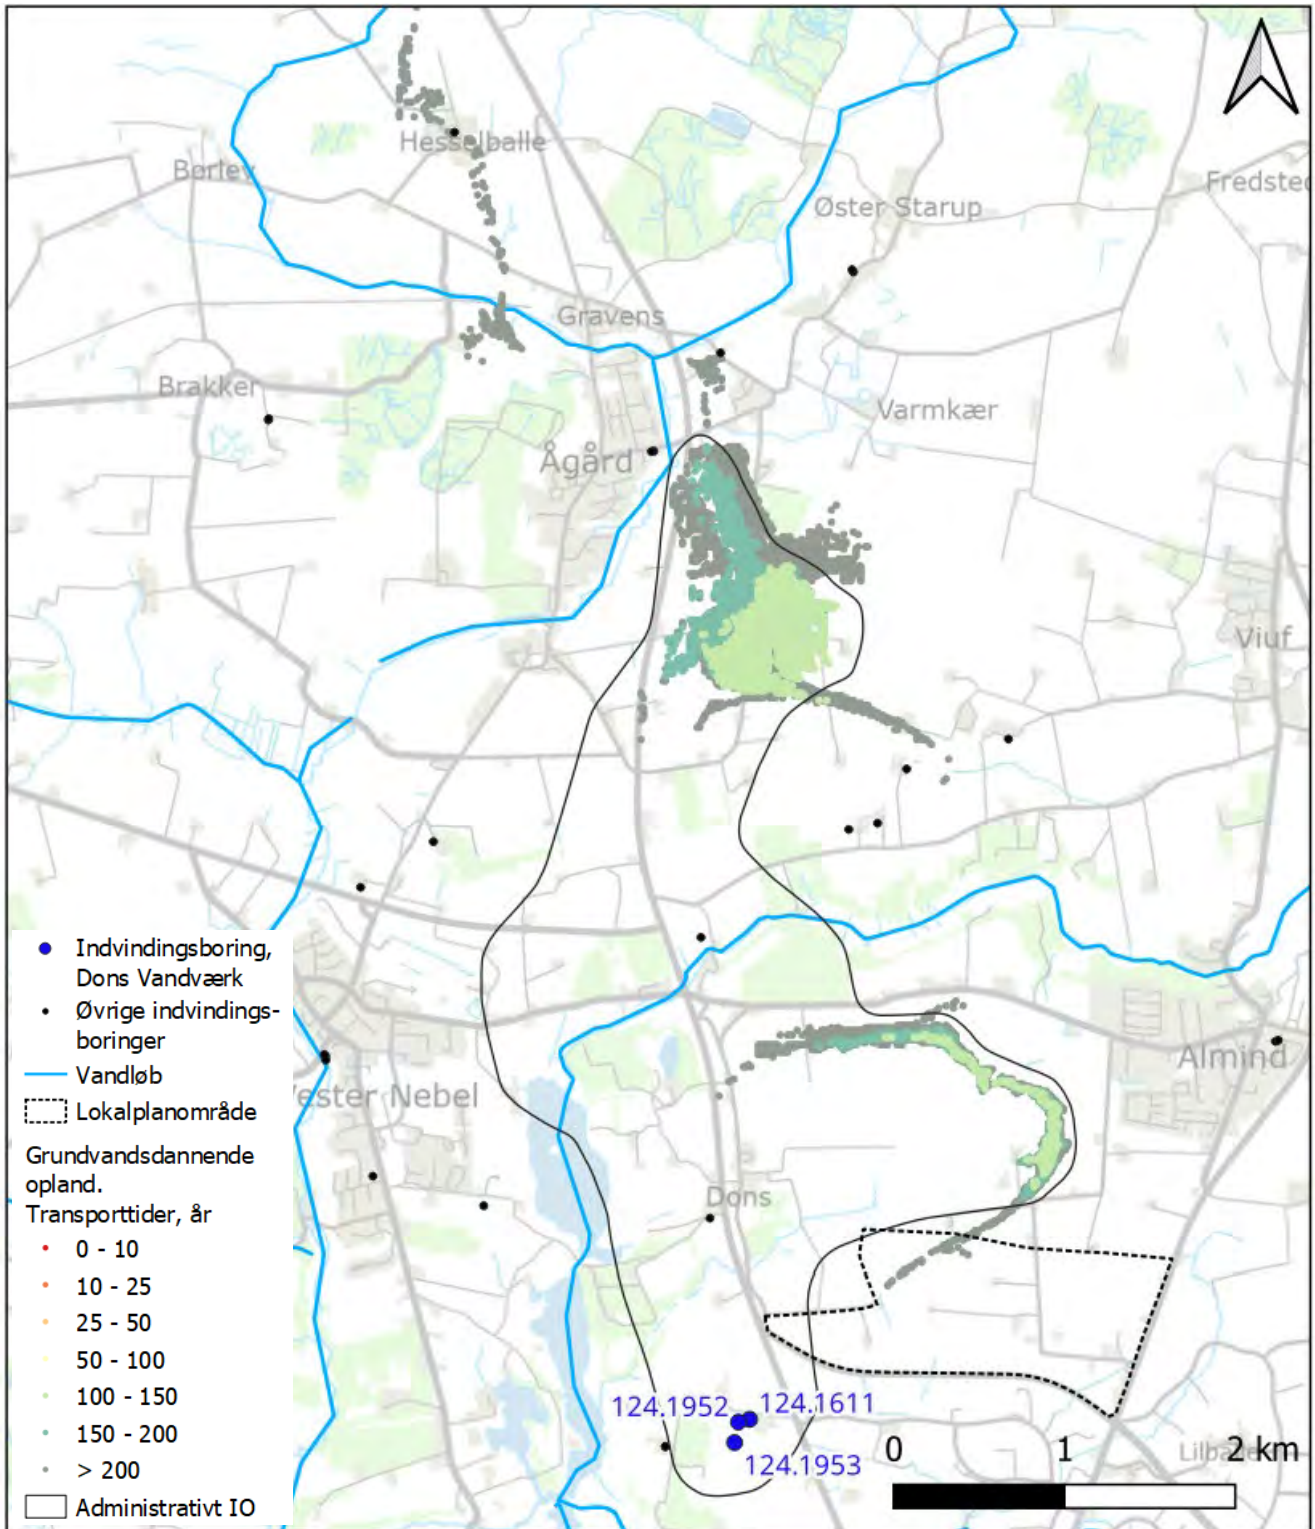 Hesselballe
Borlev
Fredsted
Øster Starup
Gravens
Brakker
Varmkær
Ågård
Viuf
Almind
Vester Nebel
Dons
124.1952
124.1611
124.1953
0 1 2 km
Indvindingsboring,
Dons Vandværk
Øvrige indvindings-
boringer
Vandløb
Lokalplanområde
Grundvandsdannende
opland.
Transporttider, år
0 - 10
10 - 25
25 - 50
50 - 100
100 - 150
150 - 200
> 200
Administrativt IO